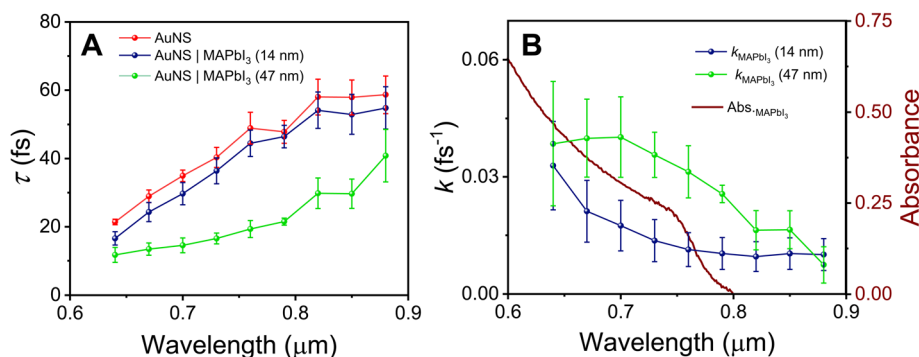 A
AuNS
AuNS | MAPbI₃ (14 nm)
AuNS | MAPbI₃ (47 nm)
80
60
40
20
0
τ (fs)
0.6
0.7
0.8
0.9
Wavelength (μm)
B
k_MAPbI₃ (14 nm)
k_MAPbI₃ (47 nm)
Abs._MAPbI₃
0.06
0.03
0.00
k (fs⁻¹)
0.75
0.50
0.25
0.00
Absorbance
0.6
0.7
0.8
0.9
Wavelength (μm)